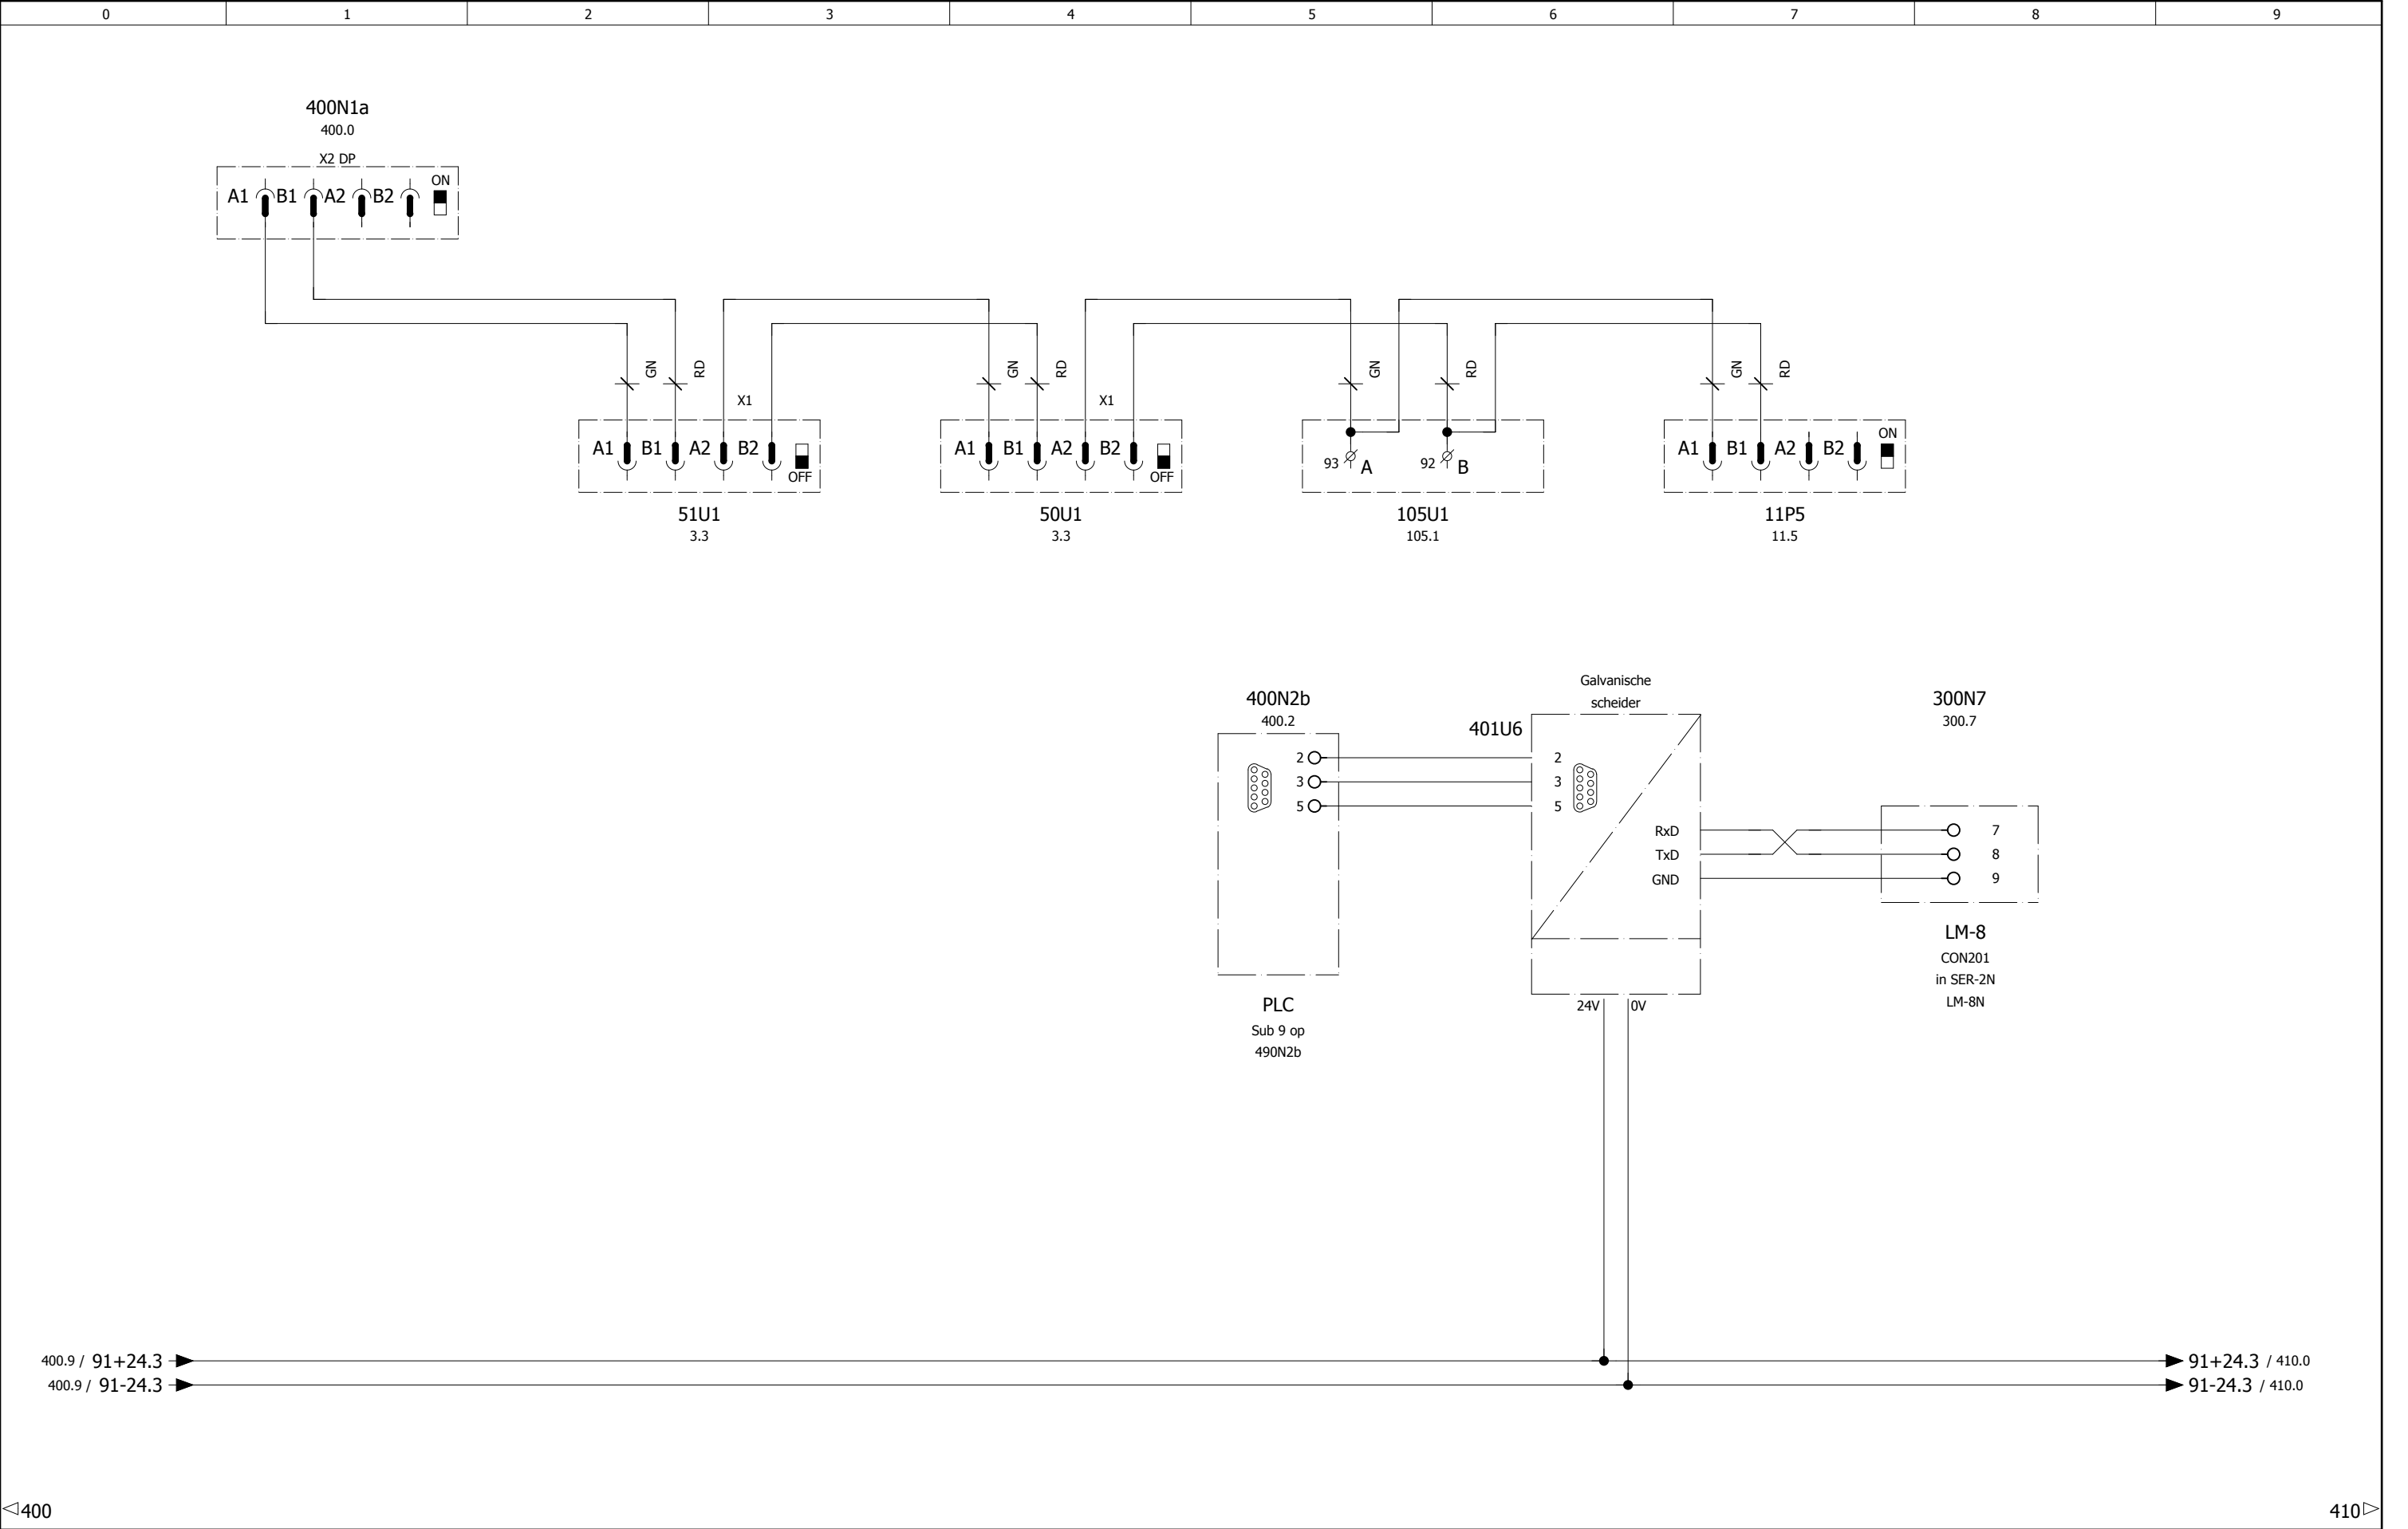 0 1 2 3 4 5 6 7 8 9
400N1a
400.0
X2 DP
A1 B1 A2 B2 ON
GN RD GN RD GN RD GN RD
X1 X1
A1 B1 A2 B2 OFF
A1 B1 A2 B2 OFF
93 A 92 B
A1 B1 A2 B2 ON
51U1
3.3
50U1
3.3
105U1
105.1
11P5
11.5
400N2b
400.2
2
3
5
PLC
Sub 9 op
490N2b
Galvanische
scheider
401U6
2
3
5
RxD
TxD
GND
24V 0V
300N7
300.7
7
8
9
LM-8
CON201
in SER-2N
LM-8N
400.9 / 91+24.3
400.9 / 91-24.3
91+24.3 / 410.0
91-24.3 / 410.0
400
410